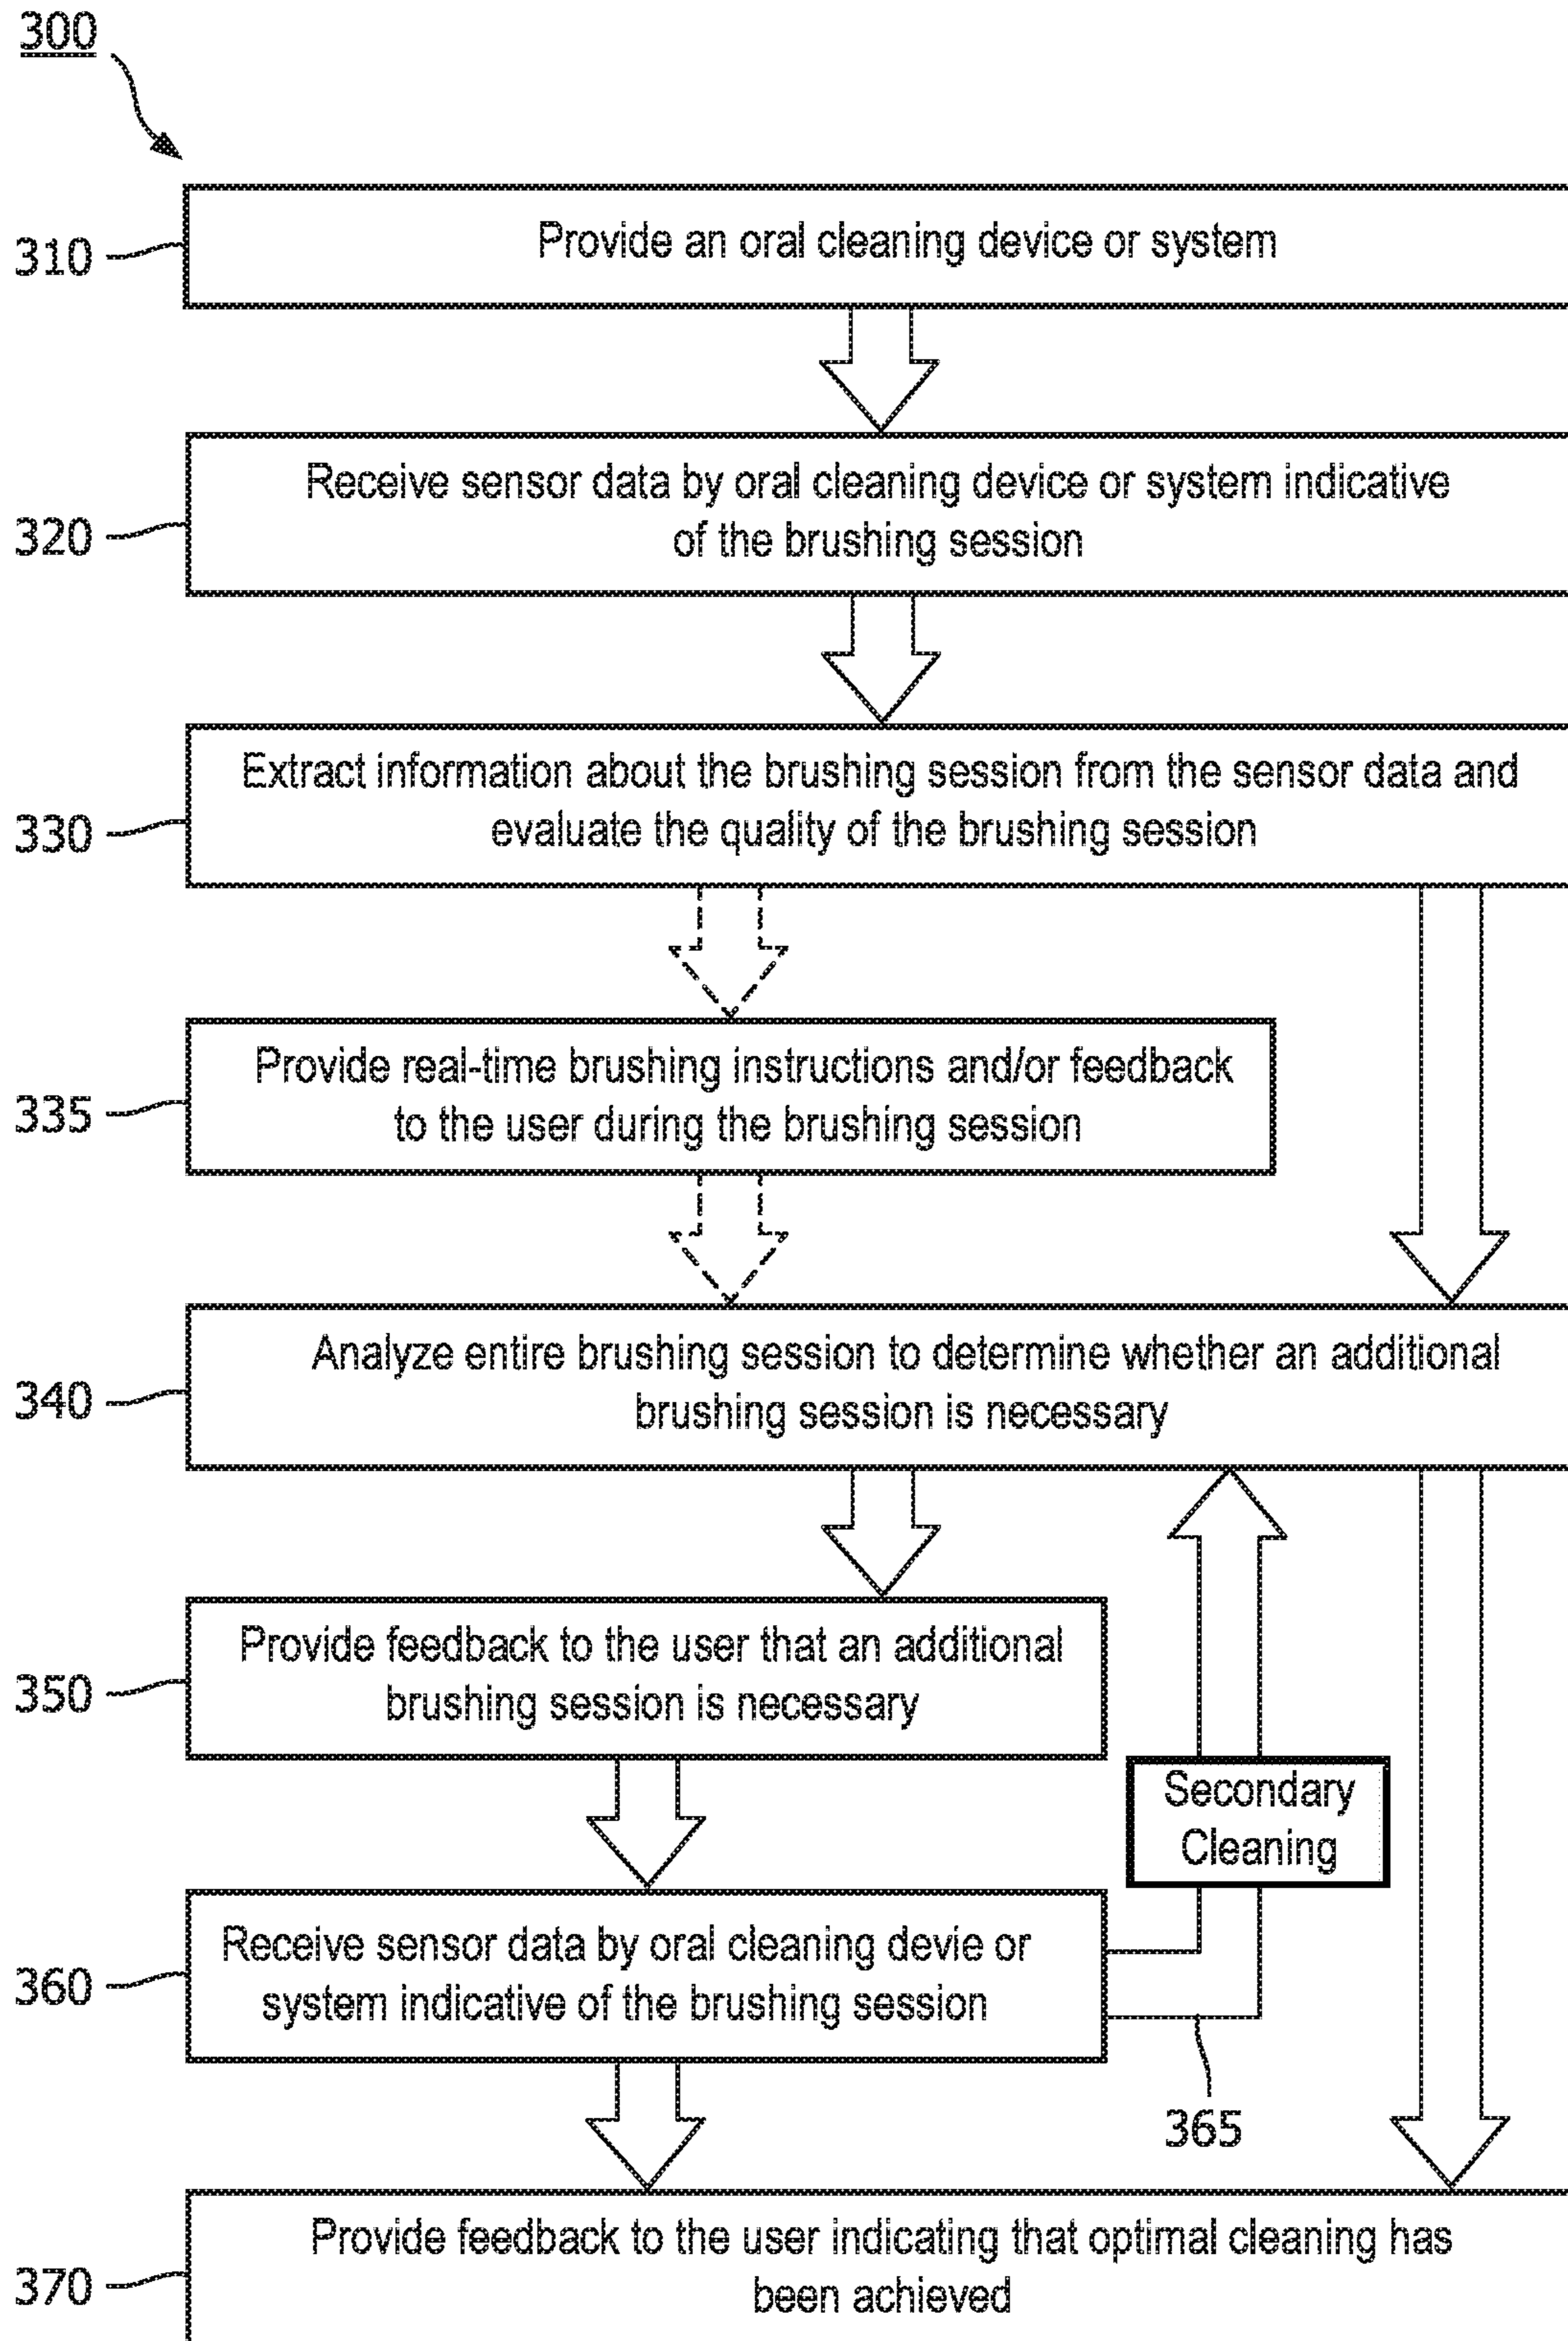 300
310
Provide an oral cleaning device or system
320
Receive sensor data by oral cleaning device or system indicative
of the brushing session
330
Extract information about the brushing session from the sensor data and
evaluate the quality of the brushing session
335
Provide real-time brushing instructions and/or feedback
to the user during the brushing session
340
Analyze entire brushing session to determine whether an additional
brushing session is necessary
350
Provide feedback to the user that an additional
brushing session is necessary
Secondary
Cleaning
360
Receive sensor data by oral cleaning devie or
system indicative of the brushing session
365
370
Provide feedback to the user indicating that optimal cleaning has
been achieved